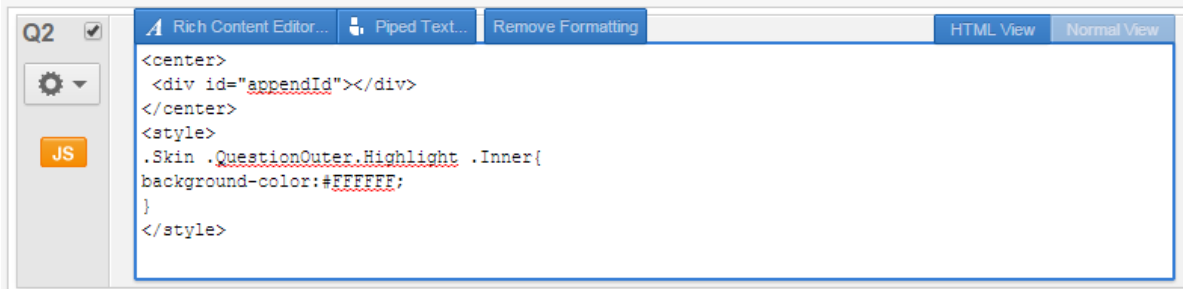 Q2
A Rich Content Editor... Piped Text... Remove Formatting HTML View Normal View
<center>
<div id="appendId"></div>
</center>
<style>
.Skin .QuestionOuter.Highlight .Inner{
background-color:#FFFFFF;
}
</style>
JS